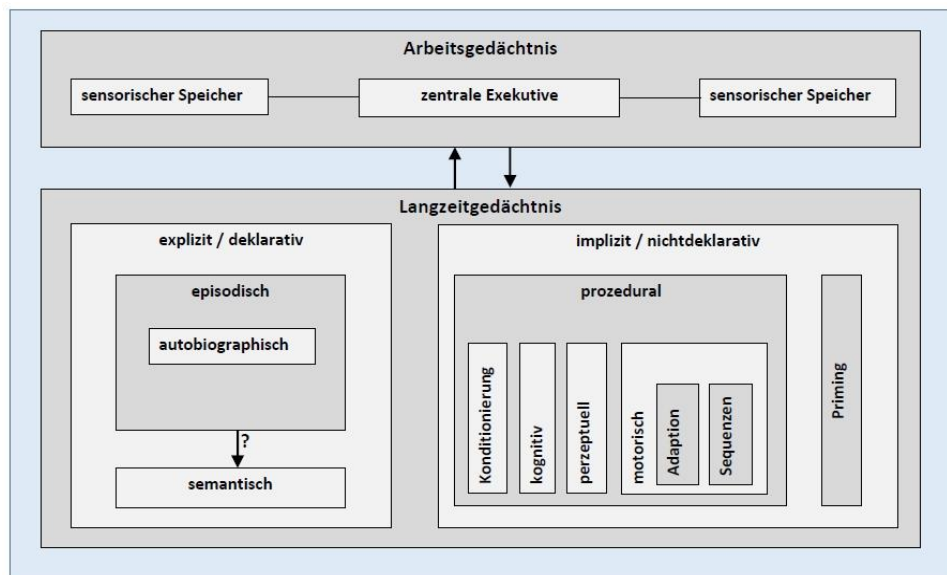 Arbeitsgedächtnis
sensorischer Speicher
zentrale Exekutive
sensorischer Speicher
Langzeitgedächtnis
explizit / deklarativ
episodisch
autobiographisch
?
semantisch
implizit / nichtdeklarativ
prozedural
Konditionierung
kognitiv
perzeptuell
motorisch
Adaption
Sequenzen
Priming